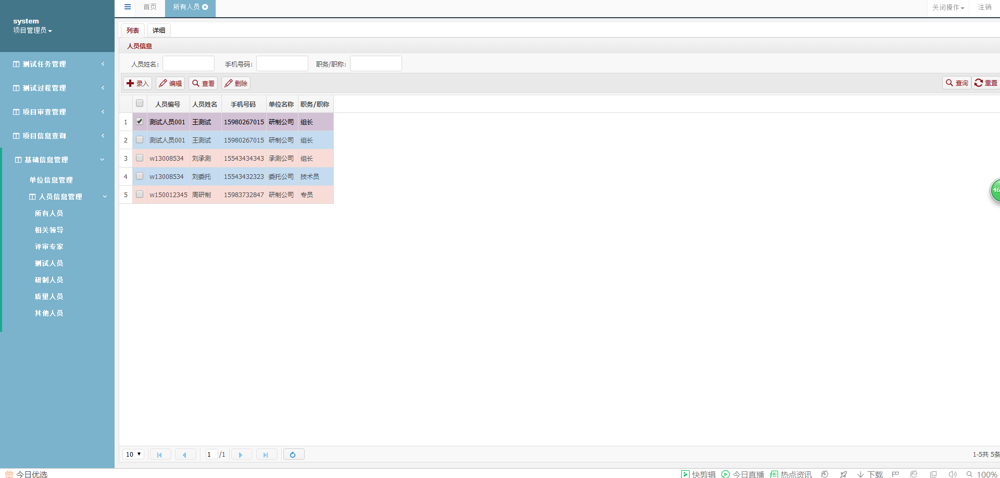 system
项目管理员
测试任务管理
测试过程管理
项目审查管理
项目信息查询
基础信息管理
单位信息管理
人员信息管理
所有人员
相关领导
评审专家
测试人员
研制人员
质量人员
其他人员
首页 所有人员 关闭操作 注销
列表 详细
人员信息
人员姓名: 手机号码: 职务/职称:
录入 编辑 查看 删除 查询 重置
人员编号 人员姓名 手机号码 单位名称 职务/职称
1 测试人员001 王测试 15980267015 研制公司 组长
2 测试人员001 王测试 15980267015 研制公司 组长
3 w13008534 刘承测 15543434343 承测公司 组长
4 w13008534 刘委托 15543432323 委托公司 技术员
5 w150012345 周研制 15983732847 研制公司 专员
46
10 1 /1 1-5共 5条
今日优选 快剪辑 今日直播 热点资讯 下载 100%